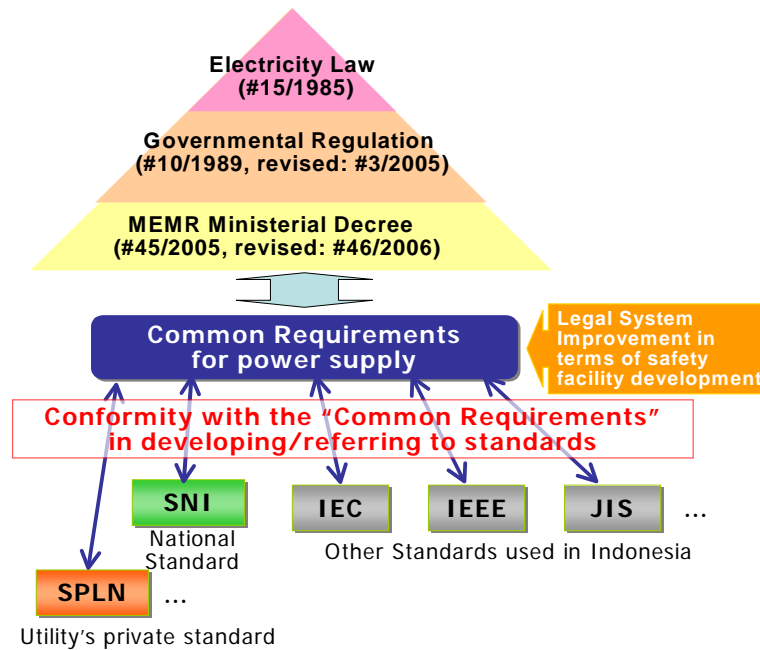 Electricity Law
(#15/1985)
Governmental Regulation
(#10/1989, revised: #3/2005)
MEMR Ministerial Decree
(#45/2005, revised: #46/2006)
Common Requirements
for power supply
Legal System
Improvement in
terms of safety
facility development
Conformity with the “Common Requirements”
in developing/referring to standards
SNI
IEC
IEEE
JIS
...
National
Standard
Other Standards used in Indonesia
SPLN
...
Utility's private standard